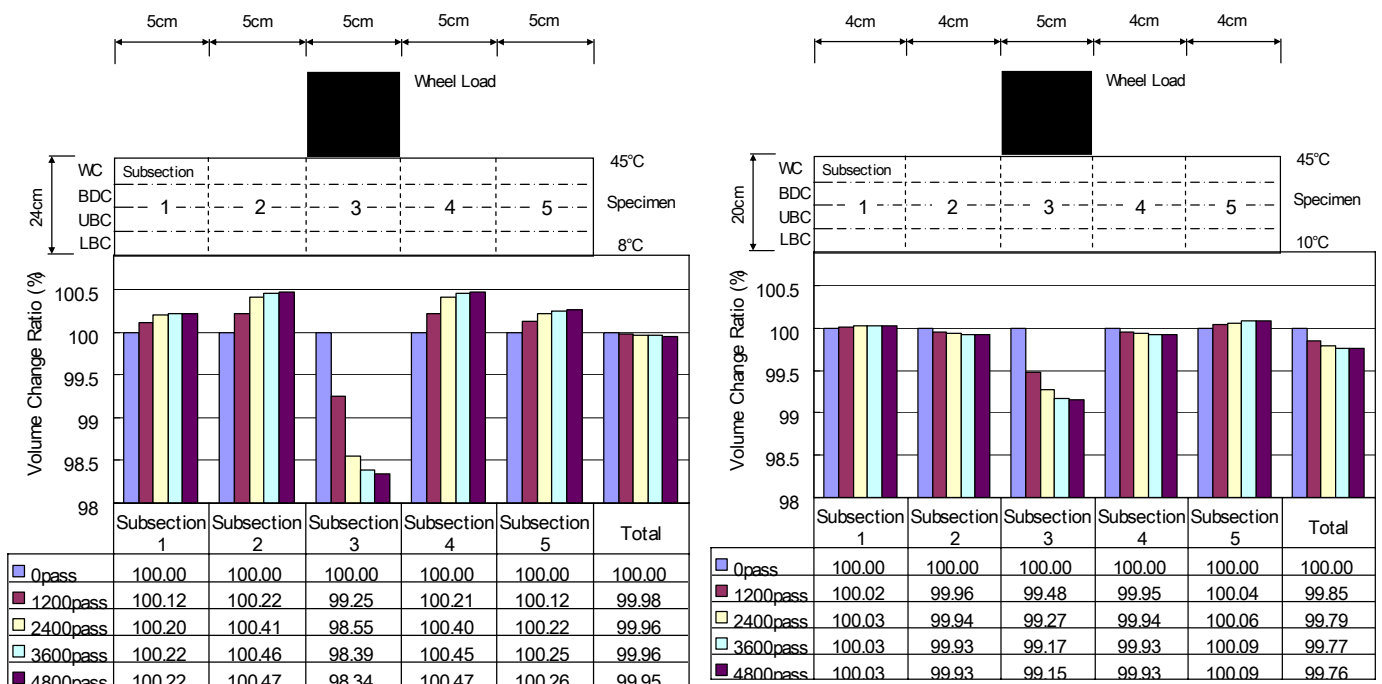 5cm 5cm 5cm 5cm 5cm
Wheel Load
24cm
WC
BDC
UBC
LBC
Subsection
1 2 3 4 5
45°C
Specimen
8°C
Volume Change Ratio (%)
100.5
100
99.5
99
98.5
98
Subsection 1 Subsection 2 Subsection 3 Subsection 4 Subsection 5 Total
0pass 100.00 100.00 100.00 100.00 100.00 100.00
1200pass 100.12 100.22 99.25 100.21 100.12 99.98
2400pass 100.20 100.41 98.55 100.40 100.22 99.96
3600pass 100.22 100.46 98.39 100.45 100.25 99.96
4800pass 100.22 100.47 98.34 100.47 100.26 99.95
4cm 4cm 5cm 4cm 4cm
Wheel Load
20cm
WC
BDC
UBC
LBC
Subsection
1 2 3 4 5
45°C
Specimen
10°C
Volume Change Ratio (%)
100.5
100
99.5
99
98.5
98
Subsection 1 Subsection 2 Subsection 3 Subsection 4 Subsection 5 Total
0pass 100.00 100.00 100.00 100.00 100.00 100.00
1200pass 100.02 99.96 99.48 99.95 100.04 99.85
2400pass 100.03 99.94 99.27 99.94 100.06 99.79
3600pass 100.03 99.93 99.17 99.93 100.09 99.77
4800pass 100.03 99.93 99.15 99.93 100.09 99.76